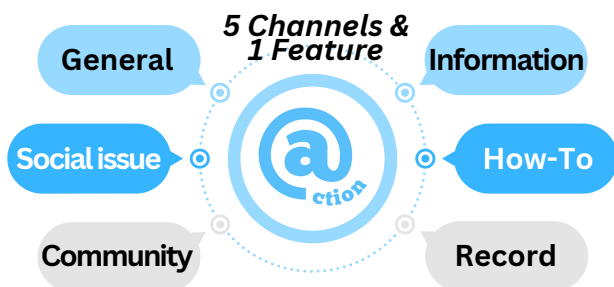 5 Channels &
1 Feature
General
Information
Social issue
How-To
Community
Record
@ction